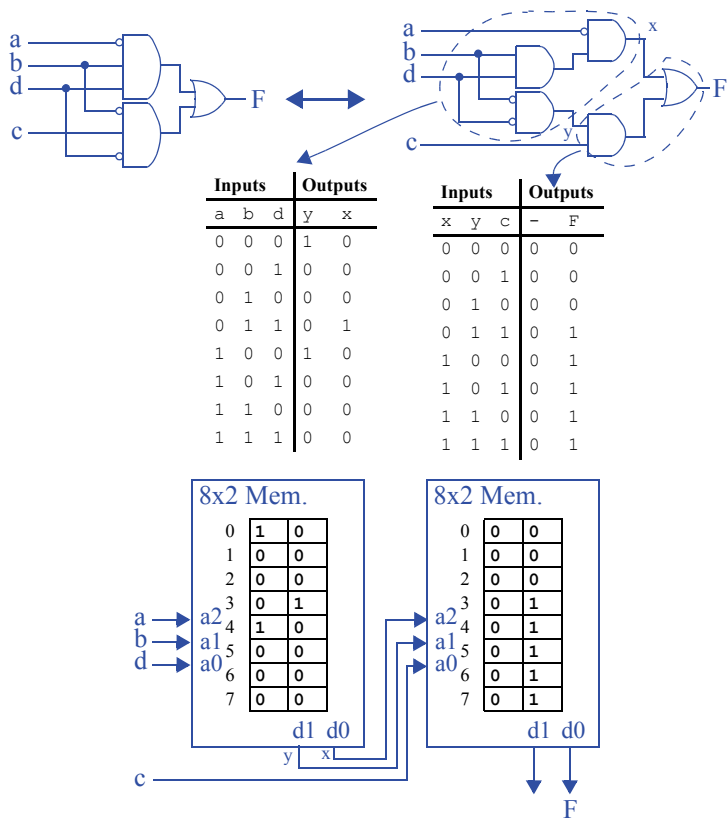 a
b
d
c
F
a
b
d
c
x
y
F
Inputs Outputs
a b d y x
0 0 0 1 0
0 0 1 0 0
0 1 0 0 0
0 1 1 0 1
1 0 0 1 0
1 0 1 0 0
1 1 0 0 0
1 1 1 0 0
Inputs Outputs
x y c - F
0 0 0 0 0
0 0 1 0 0
0 1 0 0 0
0 1 1 0 1
1 0 0 0 1
1 0 1 0 1
1 1 0 0 1
1 1 1 0 1
8x2 Mem.
0 1 0
1 0 0
2 0 0
3 0 1
4 1 0
5 0 0
6 0 0
7 0 0
a a2
b a1
d a0
d1 d0
y x
c
8x2 Mem.
0 0 0
1 0 0
2 0 0
3 0 1
4 0 1
5 0 1
6 0 1
7 0 1
a2
a1
a0
d1 d0
F